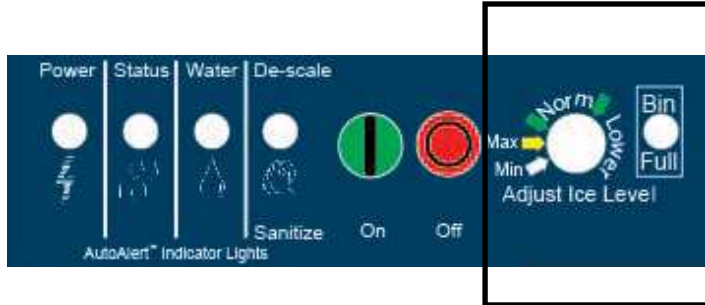 Power Status Water De-scale
Norm
Lower
Max
Min
Bin
Full
Adjust Ice Level
Sanitize On Off
AutoAlert™ Indicator Lights